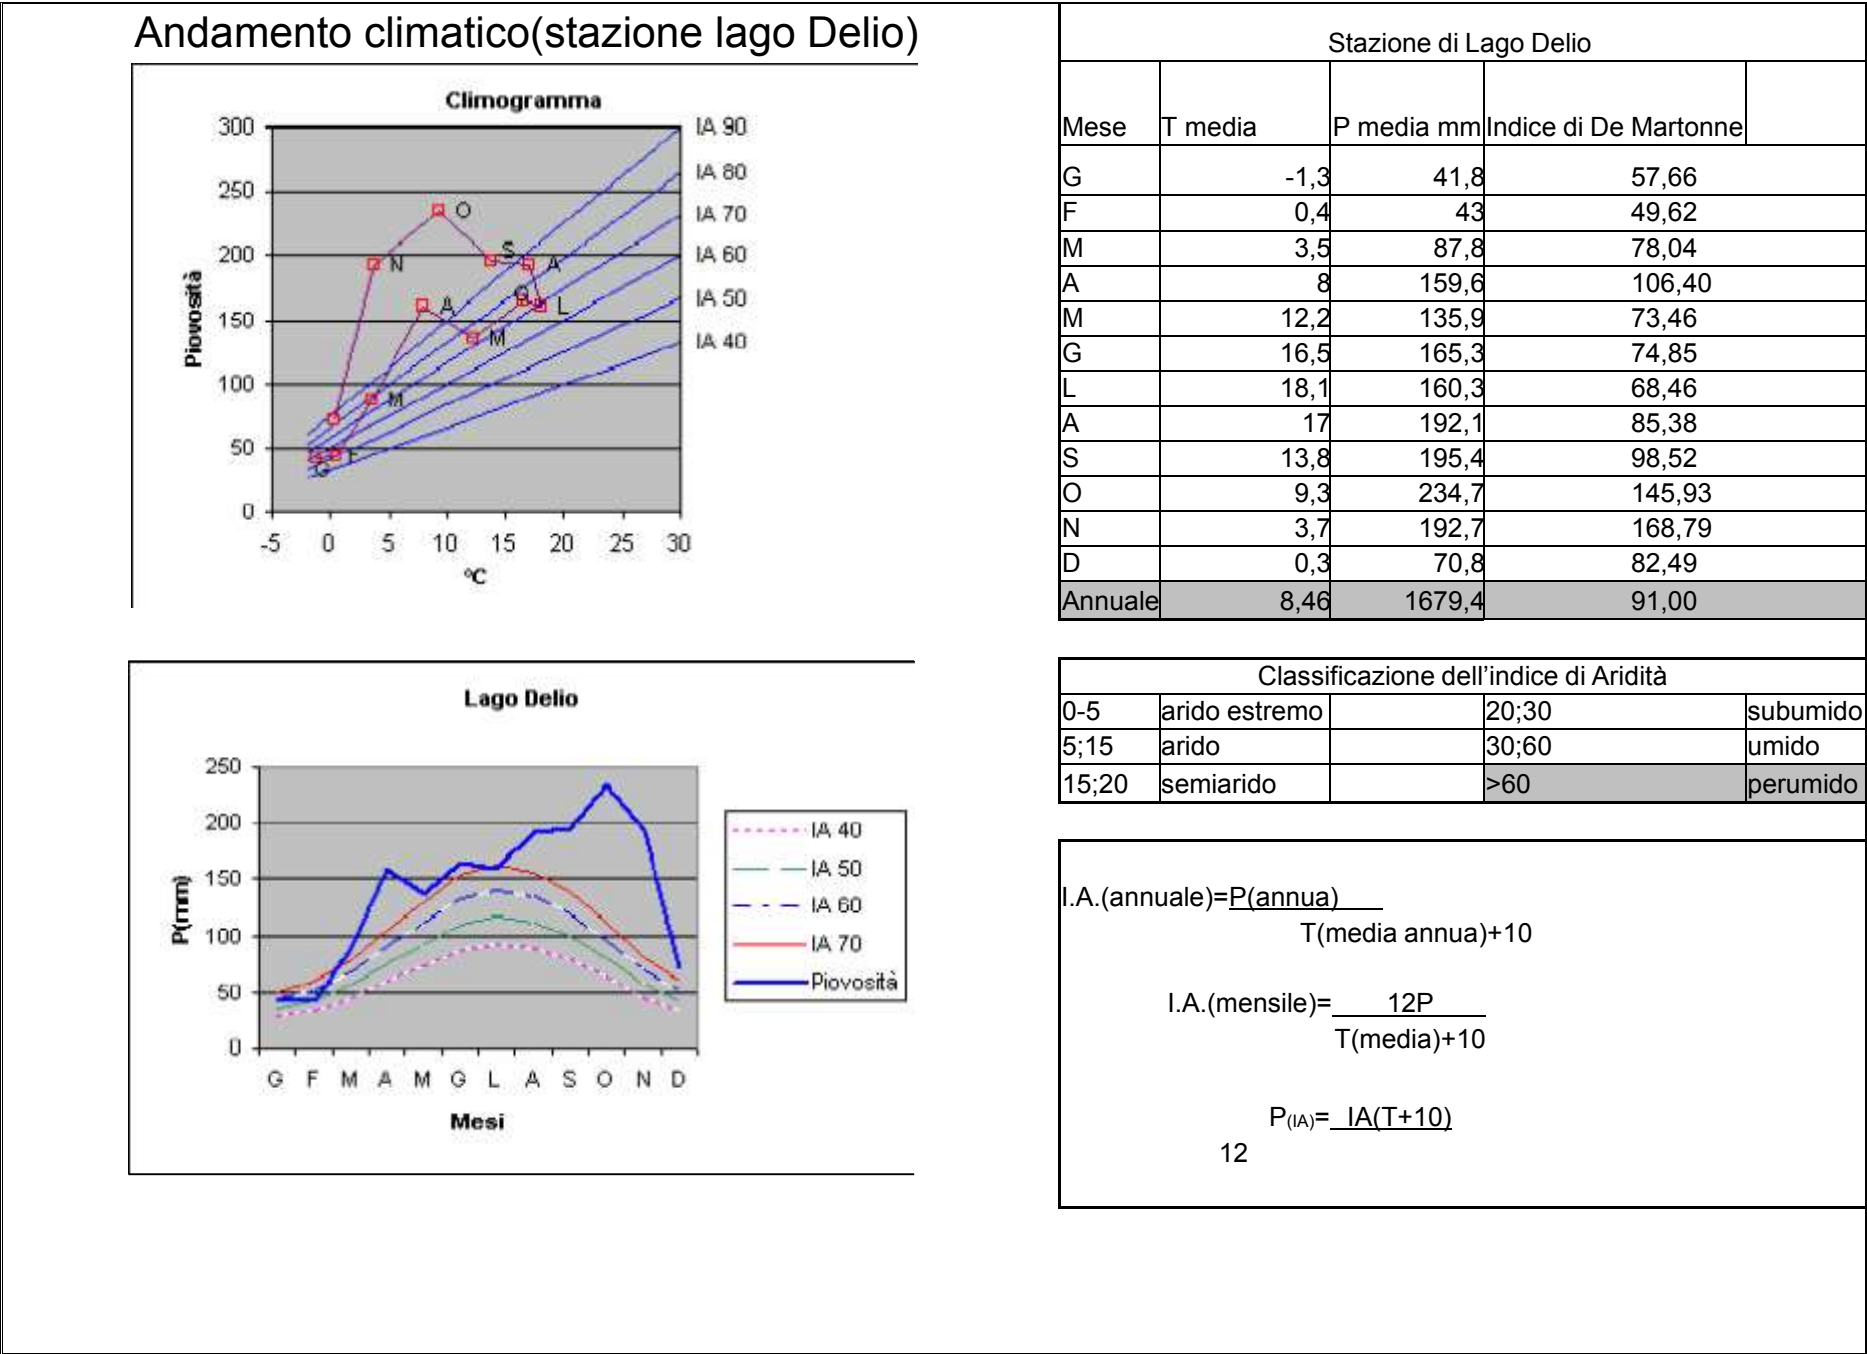 Andamento climatico(stazione lago Delio)
Climogramma
300
250
200
150
100
50
0
-5 0 5 10 15 20 25 30
Piovosità
°C
IA 90
IA 80
IA 70
IA 60
IA 50
IA 40
O
N
S
A
G
L
A
M
M
F
G
Lago Delio
250
200
150
100
50
0
P(mm)
G F M A M G L A S O N D
Mesi
IA 40
IA 50
IA 60
IA 70
Piovosità
Stazione di Lago Delio
Mese T media P media mm Indice di De Martonne
G -1,3 41,8 57,66
F 0,4 43 49,62
M 3,5 87,8 78,04
A 8 159,6 106,40
M 12,2 135,9 73,46
G 16,5 165,3 74,85
L 18,1 160,3 68,46
A 17 192,1 85,38
S 13,8 195,4 98,52
O 9,3 234,7 145,93
N 3,7 192,7 168,79
D 0,3 70,8 82,49
Annuale 8,46 1679,4 91,00
Classificazione dell’indice di Aridità
0-5 arido estremo 20;30 subumido
5;15 arido 30;60 umido
15;20 semiarido >60 perumido
I.A.(annuale)=P(annua)
T(media annua)+10
I.A.(mensile)= 12P
T(media)+10
P(IA)= IA(T+10)
12